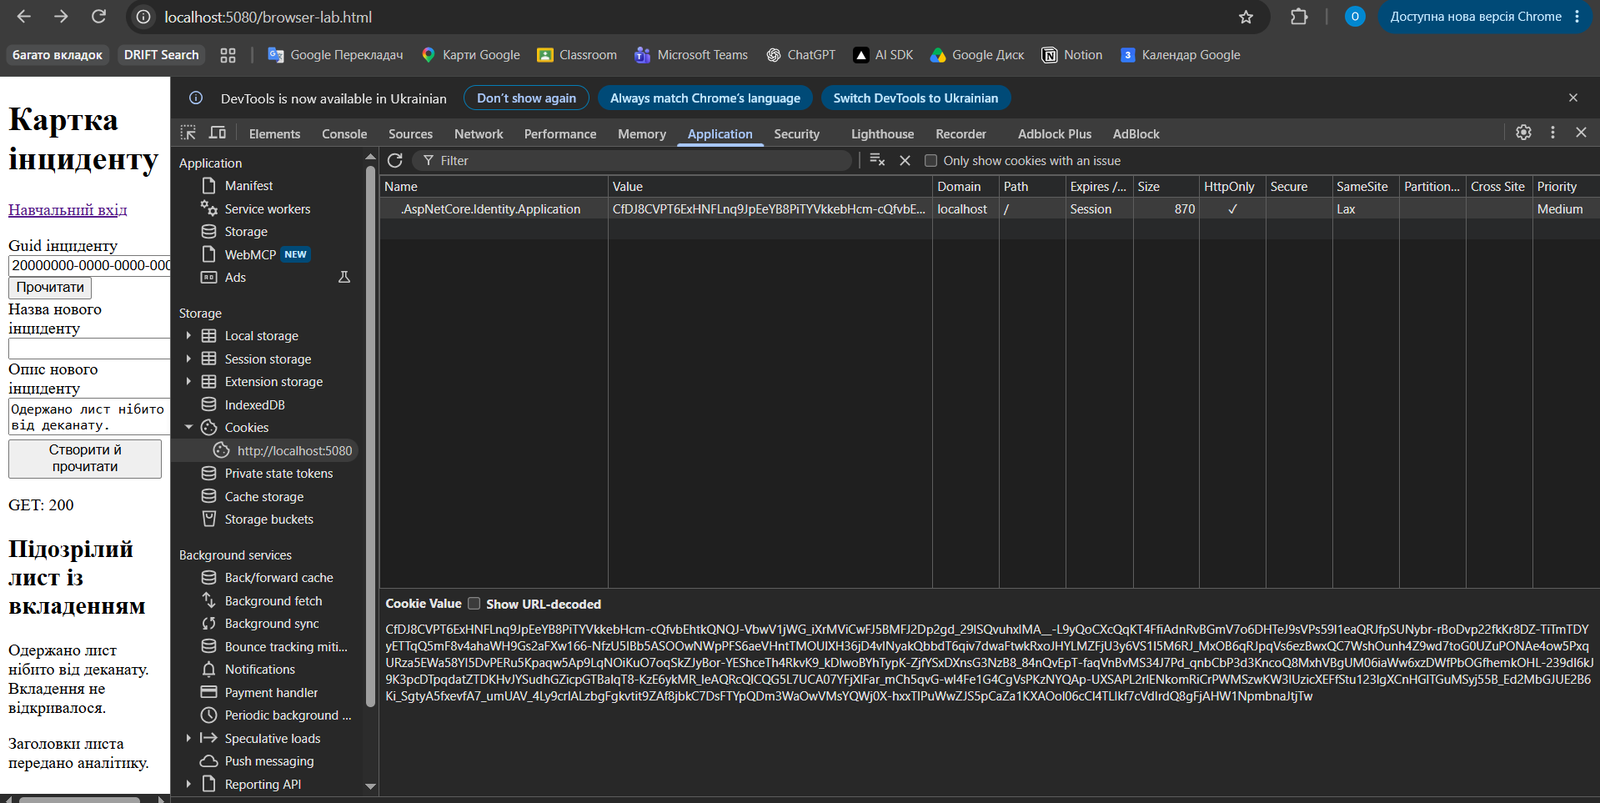 localhost:5080/browser-lab.html
O
Доступна нова версія Chrome
багато вкладок
DRIFT Search
Google Перекладач
Карти Google
Classroom
Microsoft Teams
ChatGPT
AI SDK
Google Диск
Notion
3 Календар Google
Картка
інциденту
Навчальний вхід
Guid інциденту
20000000-0000-0000-000
Прочитати
Назва нового
інциденту
Опис нового
інциденту
Одержано лист нібито
від деканату.
Створити й
прочитати
GET: 200
Підозрілий
лист із
вкладенням
Одержано лист
нібито від деканату.
Вкладення не
відкривалося.
Заголовки листа
передано аналітику.
DevTools is now available in Ukrainian
Don't show again
Always match Chrome's language
Switch DevTools to Ukrainian
Elements Console Sources Network Performance Memory Application Security Lighthouse Recorder Adblock Plus AdBlock
Application
Manifest
Service workers
Storage
WebMCP NEW
Ads
Storage
Local storage
Session storage
Extension storage
IndexedDB
Cookies
http://localhost:5080
Private state tokens
Cache storage
Storage buckets
Background services
Back/forward cache
Background fetch
Background sync
Bounce tracking miti...
Notifications
Payment handler
Periodic background ...
Speculative loads
Push messaging
Reporting API
Filter
Only show cookies with an issue
Name Value Domain Path Expires /... Size HttpOnly Secure SameSite Partition... Cross Site Priority
.AspNetCore.Identity.Application CfDJ8CVPT6ExHNFLnq9JpEeYB8PiTYVkkebHcm-cQfvbE... localhost / Session 870 ✓ Lax Medium
Cookie Value Show URL-decoded